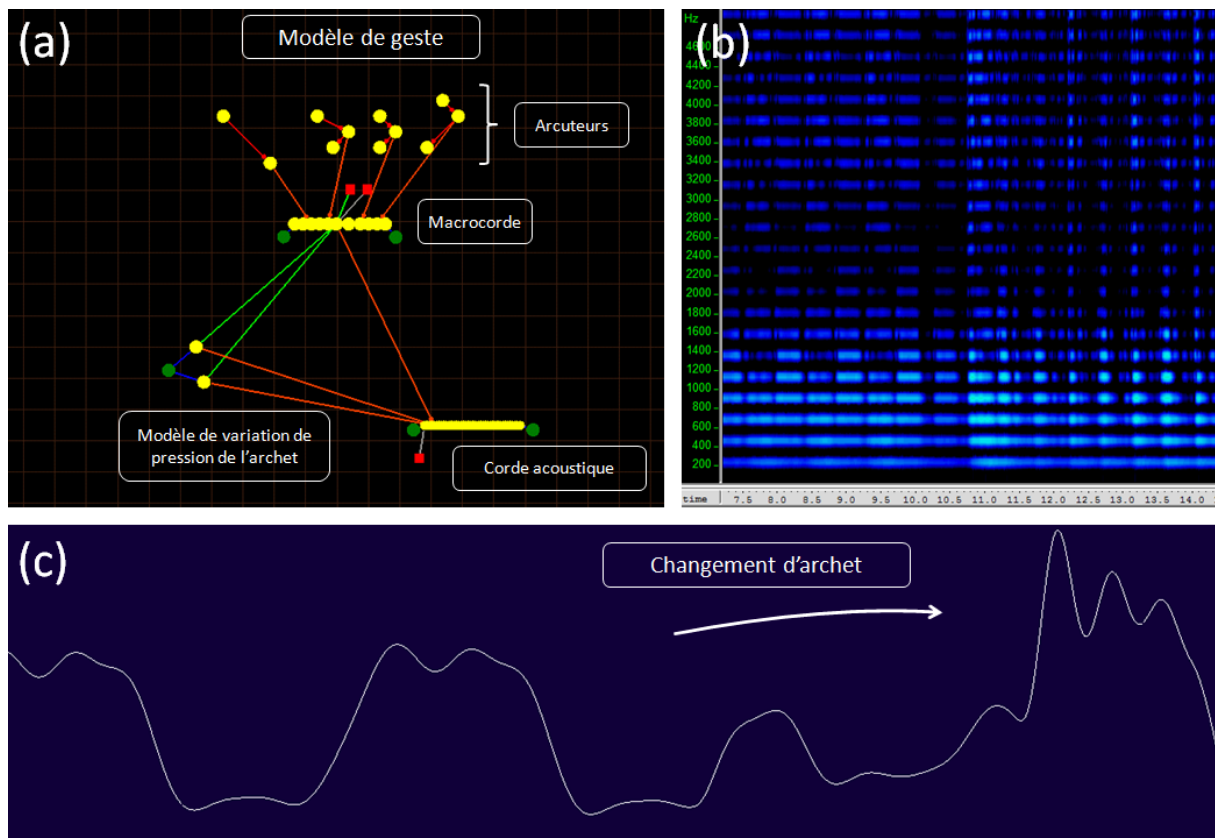 (a)
Modèle de geste
Arcuteurs
Macrocorde
Modèle de variation de
pression de l'archet
Corde acoustique
(b)
Hz
4600
4400
4200
4000
3800
3600
3400
3200
3000
2800
2600
2400
2200
2000
1800
1600
1400
1200
1000
800
600
400
200
time 7.5 8.0 8.5 9.0 9.5 10.0 10.5 11.0 11.5 12.0 12.5 13.0 13.5 14.0
(c)
Changement d'archet